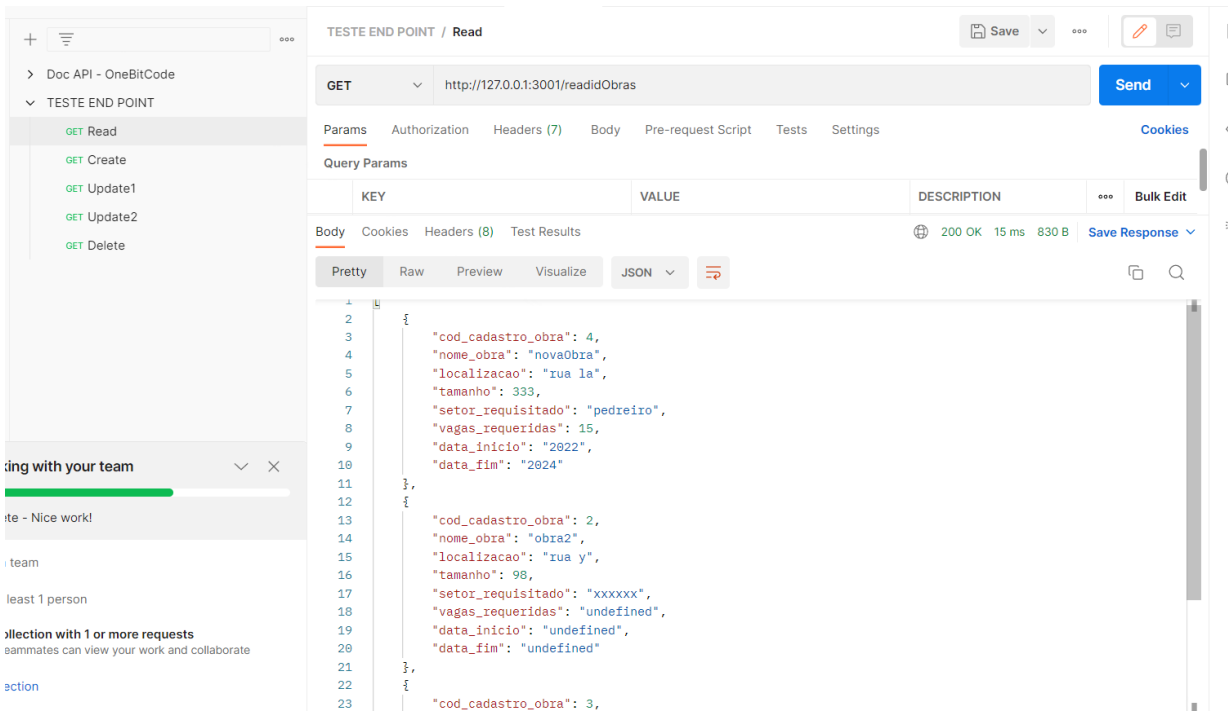 TESTE END POINT / Read
Save
Doc API - OneBitCode
TESTE END POINT
GET Read
GET Create
GET Update1
GET Update2
GET Delete
king with your team
ete - Nice work!
team
least 1 person
ollection with 1 or more requests
eammates can view your work and collaborate
ection
GET
http://127.0.0.1:3001/readidObras
Send
Params Authorization Headers (7) Body Pre-request Script Tests Settings Cookies
Query Params
KEY VALUE DESCRIPTION Bulk Edit
Body Cookies Headers (8) Test Results 200 OK 15 ms 830 B Save Response
Pretty Raw Preview Visualize JSON
1 [
2 {
3 "cod_cadastro_obra": 4,
4 "nome_obra": "novaObra",
5 "localizacao": "rua la",
6 "tamanho": 333,
7 "setor_requisitado": "pedreiro",
8 "vagas_requeridas": 15,
9 "data_inicio": "2022",
10 "data_fim": "2024"
11 },
12 {
13 "cod_cadastro_obra": 2,
14 "nome_obra": "obra2",
15 "localizacao": "rua y",
16 "tamanho": 98,
17 "setor_requisitado": "xxxxxx",
18 "vagas_requeridas": "undefined",
19 "data_inicio": "undefined",
20 "data_fim": "undefined"
21 },
22 {
23 "cod_cadastro_obra": 3,